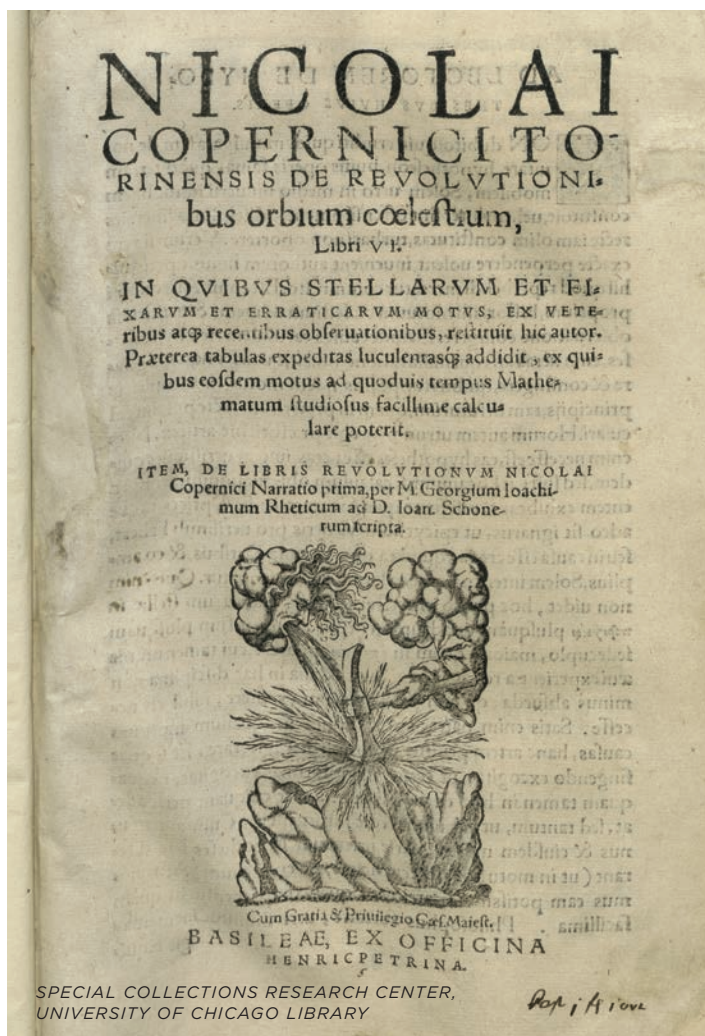 NICOLAI
COPERNICI TO-
RINENSIS DE REVOLVTIONI-
bus orbium cœlestium,
Libri VI.
IN QVIBVS STELLARVM ET FI-
XARVM ET ERRATICARVM MOTVS, EX VETE-
ribus atq́; recentibus obſeruationibus, reſtituit hic autor.
Præterea tabulas expeditas luculentasq́; addidit, ex qui-
bus eoſdem motus ad quoduis tempus Mathe-
matum ſtudioſus facillime calcu-
lare poterit.
ITEM, DE LIBRIS REVOLVTIONVM NICOLAI
Copernici Narratio prima, per M. Georgium Ioachi-
mum Rheticum ad D. Ioan. Schone-
rum ſcripta.
Cum Gratia & Priuilegio Cæſ. Maieſt.
BASILEAE, EX OFFICINA
HENRICPETRINA.
SPECIAL COLLECTIONS RESEARCH CENTER,
UNIVERSITY OF CHICAGO LIBRARY